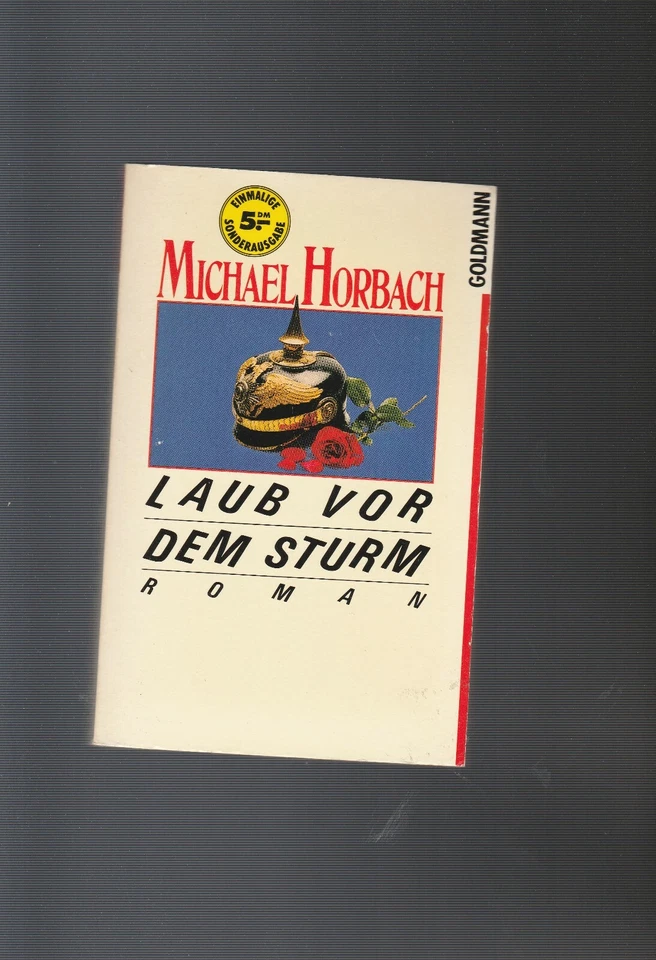 EINMALIGE
5.- DM
SONDERAUSGABE
GOLDMANN
MICHAEL HORBACH
LAUB VOR
DEM STURM
ROMAN